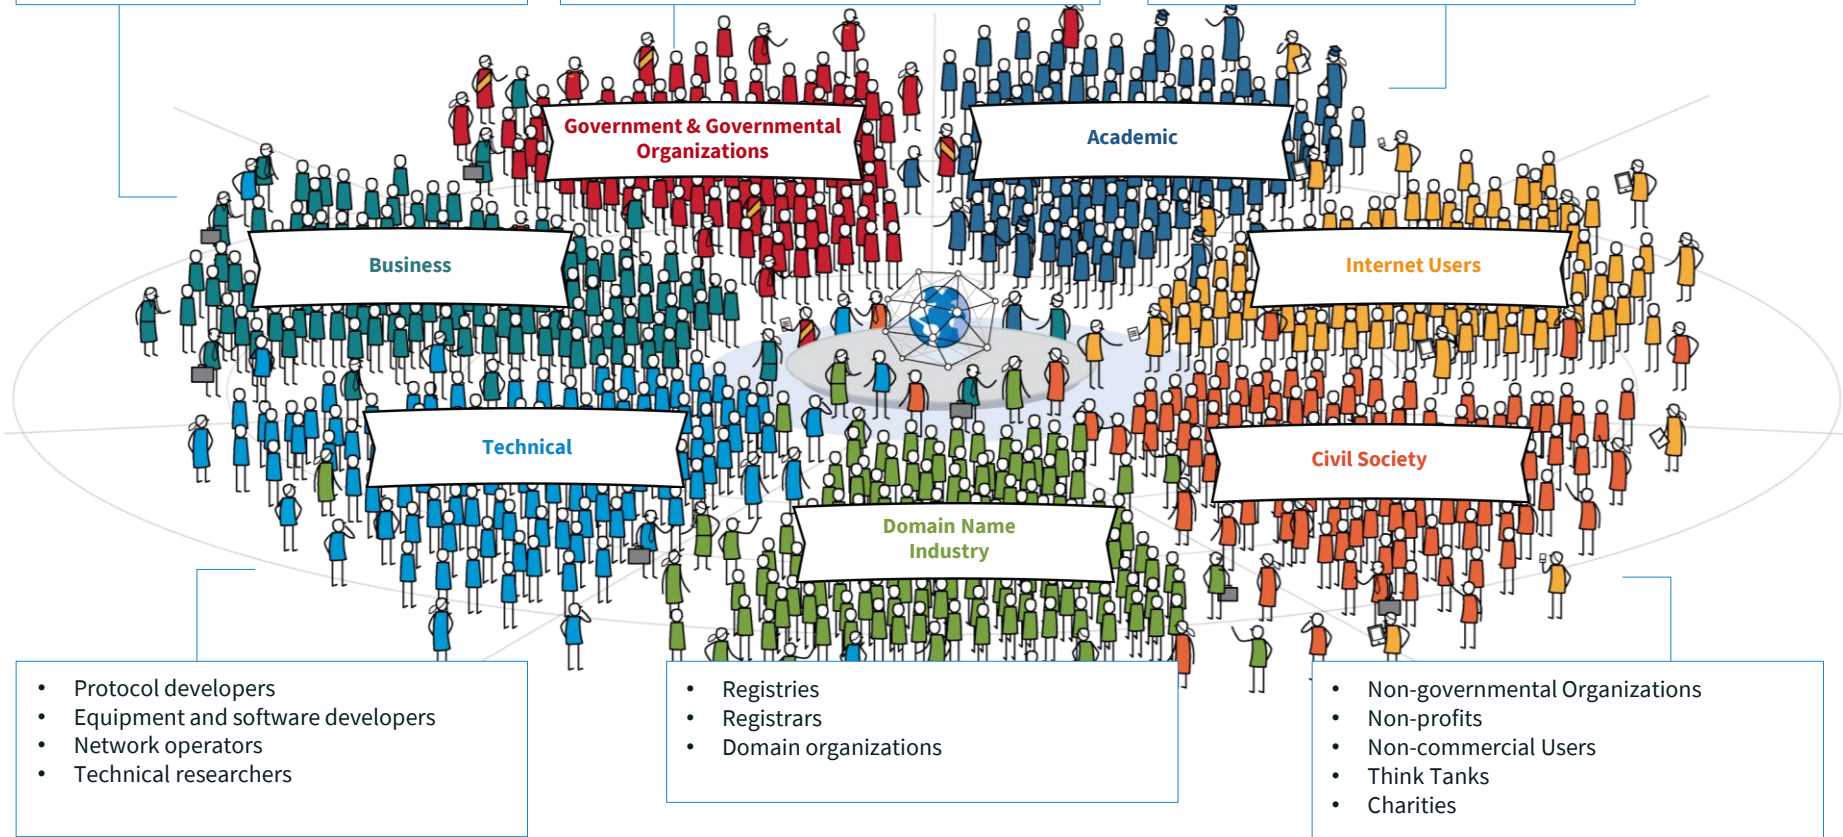 Government & Governmental
Organizations
Academic
Business
Internet Users
Technical
Civil Society
Domain Name
Industry
• Protocol developers
• Equipment and software developers
• Network operators
• Technical researchers
• Registries
• Registrars
• Domain organizations
• Non-governmental Organizations
• Non-profits
• Non-commercial Users
• Think Tanks
• Charities